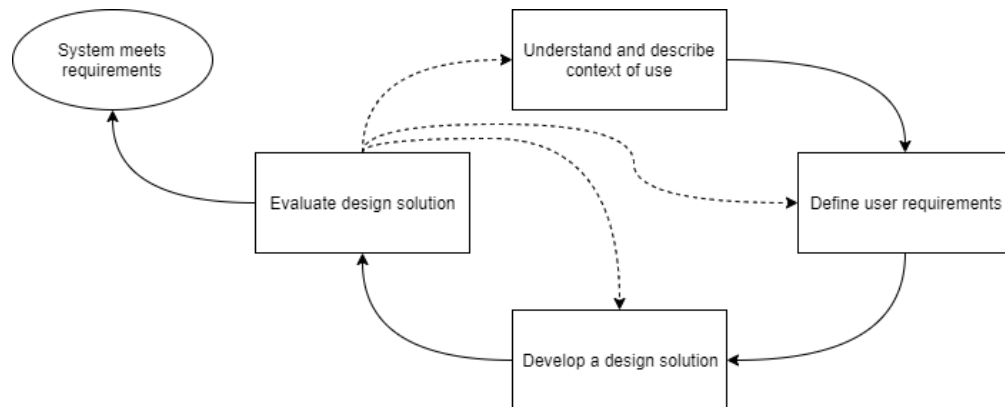 System meets
requirements
Understand and describe
context of use
Evaluate design solution
Define user requirements
Develop a design solution